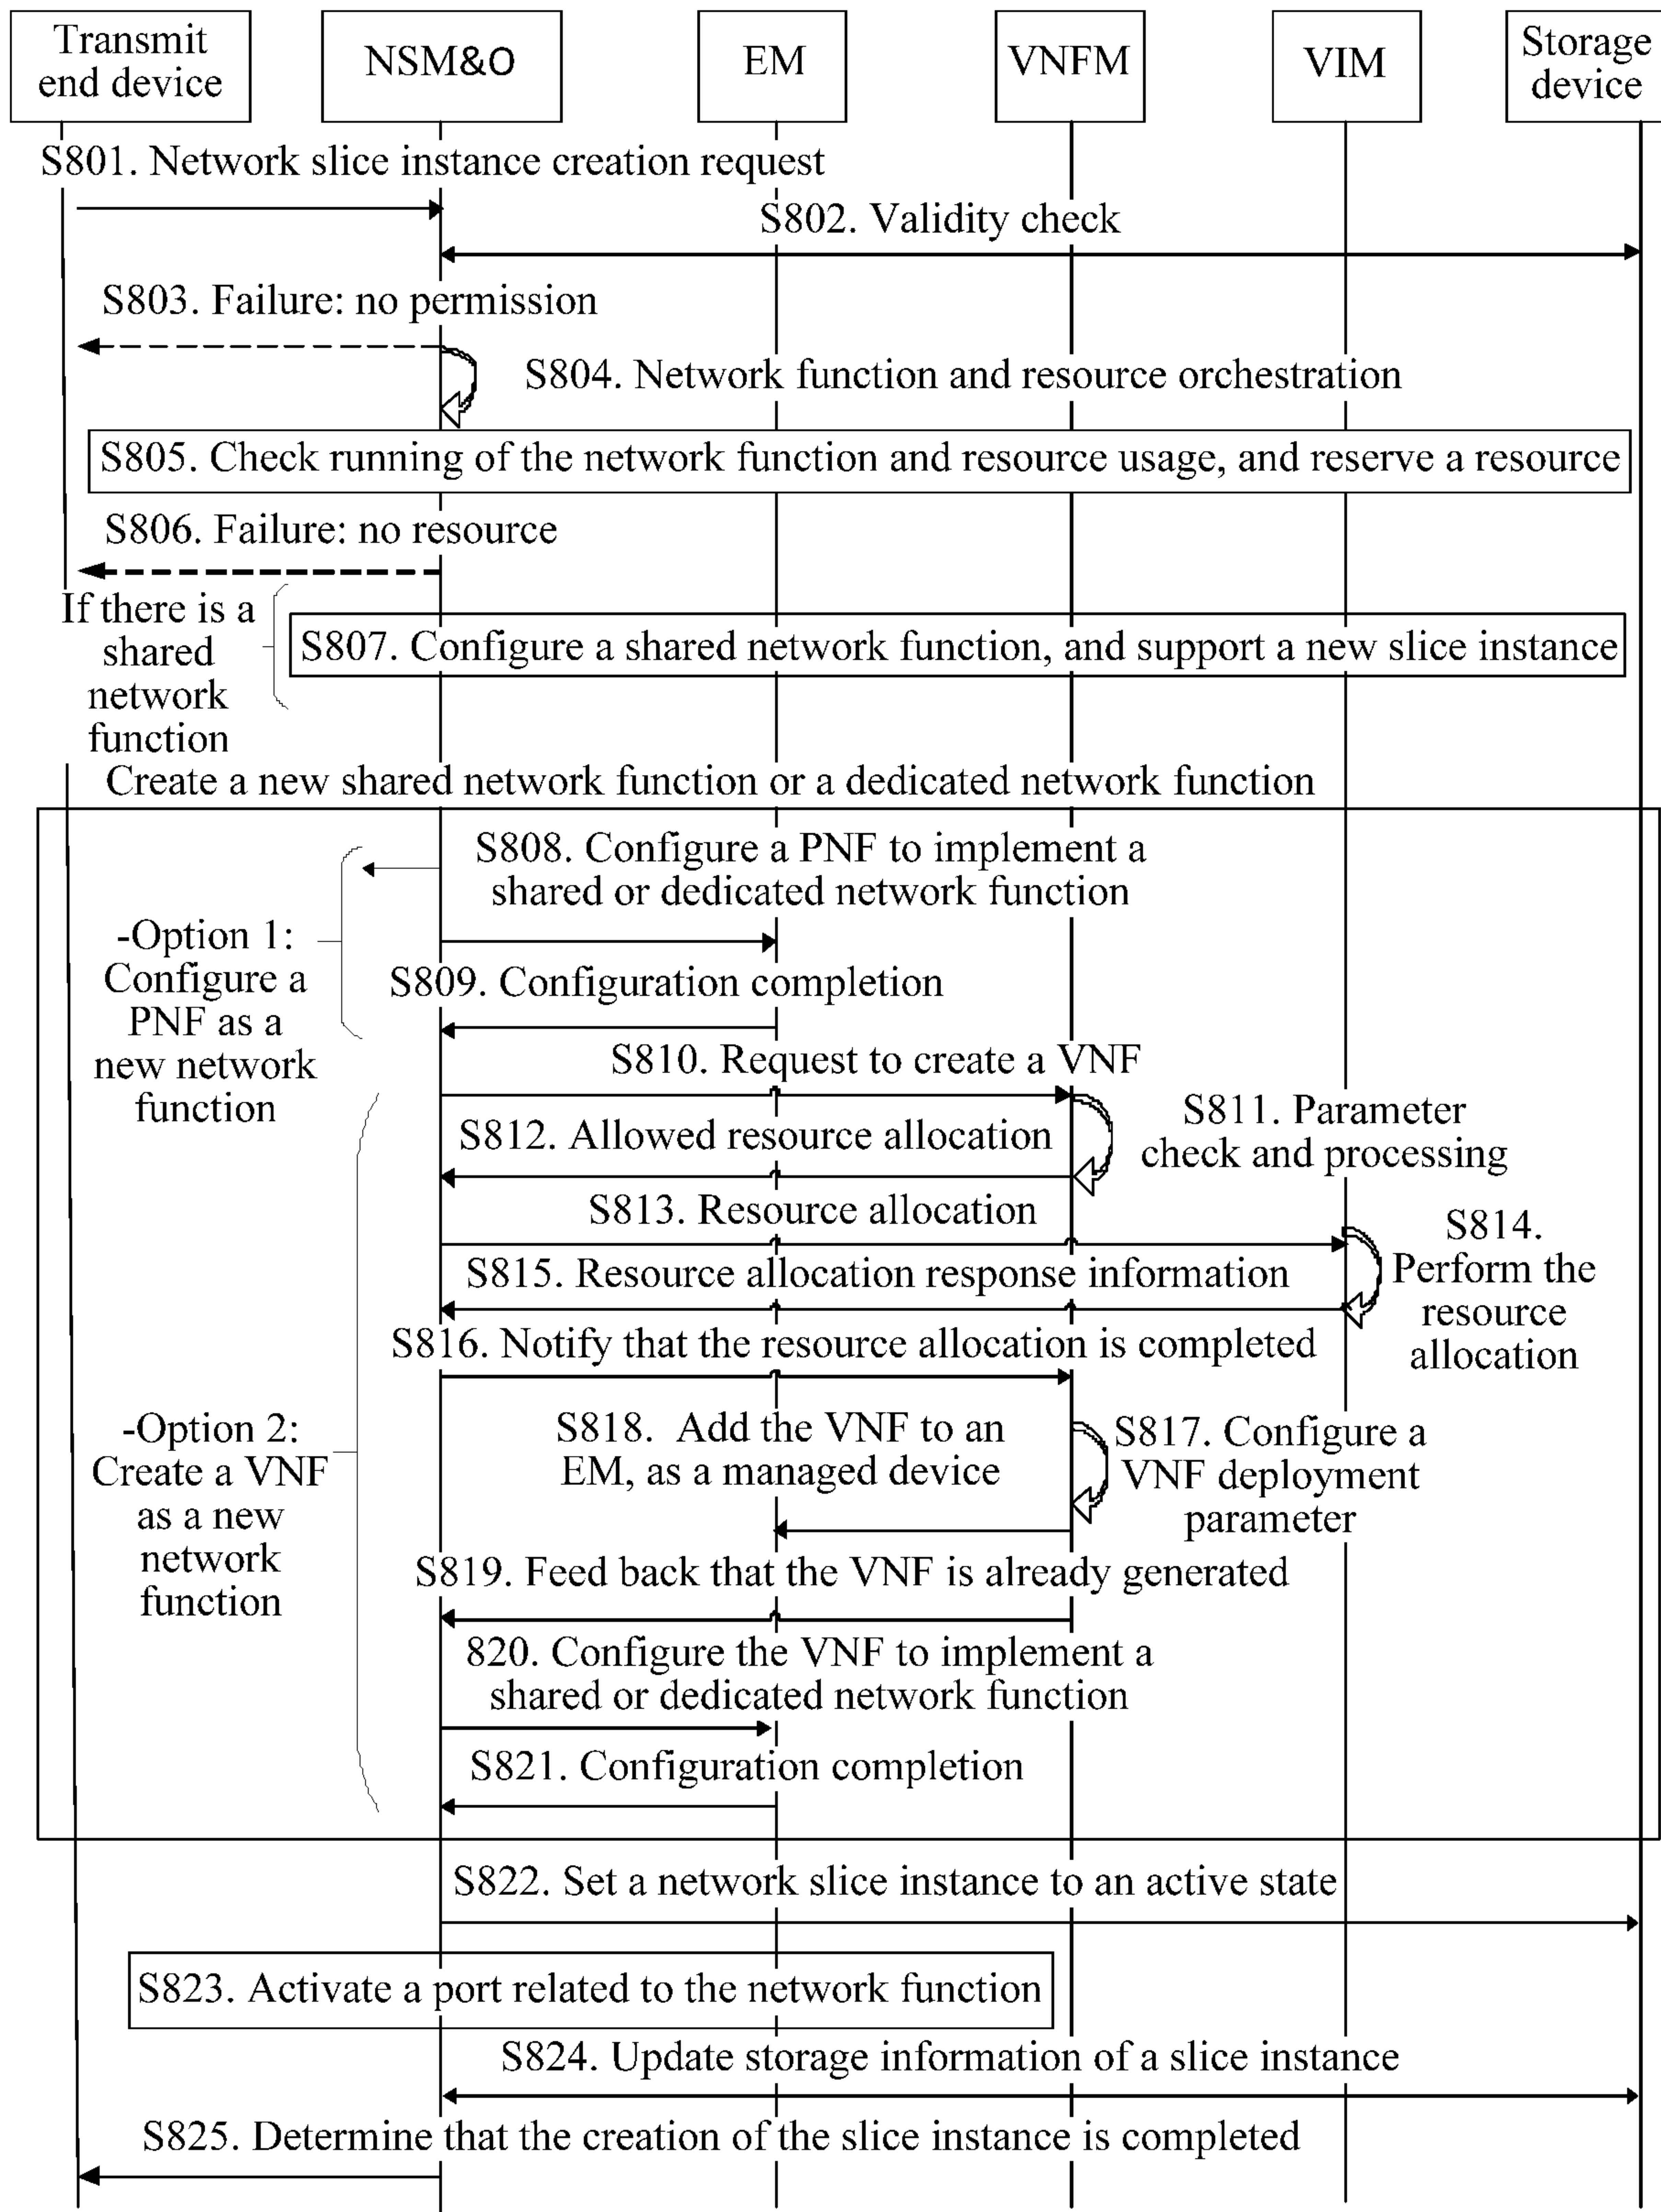 Transmit
end device
NSM&O
EM
VNFM
VIM
Storage
device
S801. Network slice instance creation request
S802. Validity check
S803. Failure: no permission
S804. Network function and resource orchestration
S805. Check running of the network function and resource usage, and reserve a resource
S806. Failure: no resource
If there is a
shared
network
function
S807. Configure a shared network function, and support a new slice instance
Create a new shared network function or a dedicated network function
S808. Configure a PNF to implement a
shared or dedicated network function
-Option 1:
Configure a
PNF as a
new network
function
S809. Configuration completion
S810. Request to create a VNF
S811. Parameter
check and processing
S812. Allowed resource allocation
S813. Resource allocation
S814.
Perform the
resource
allocation
S815. Resource allocation response information
S816. Notify that the resource allocation is completed
-Option 2:
Create a VNF
as a new
network
function
S818. Add the VNF to an
EM, as a managed device
S817. Configure a
VNF deployment
parameter
S819. Feed back that the VNF is already generated
820. Configure the VNF to implement a
shared or dedicated network function
S821. Configuration completion
S822. Set a network slice instance to an active state
S823. Activate a port related to the network function
S824. Update storage information of a slice instance
S825. Determine that the creation of the slice instance is completed